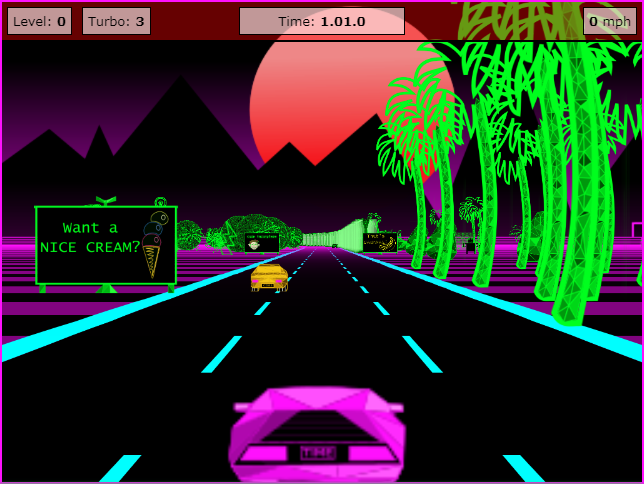 Level: 0
Turbo: 3
Time: 1.01.0
0 mph
Want a
NICE CREAM?